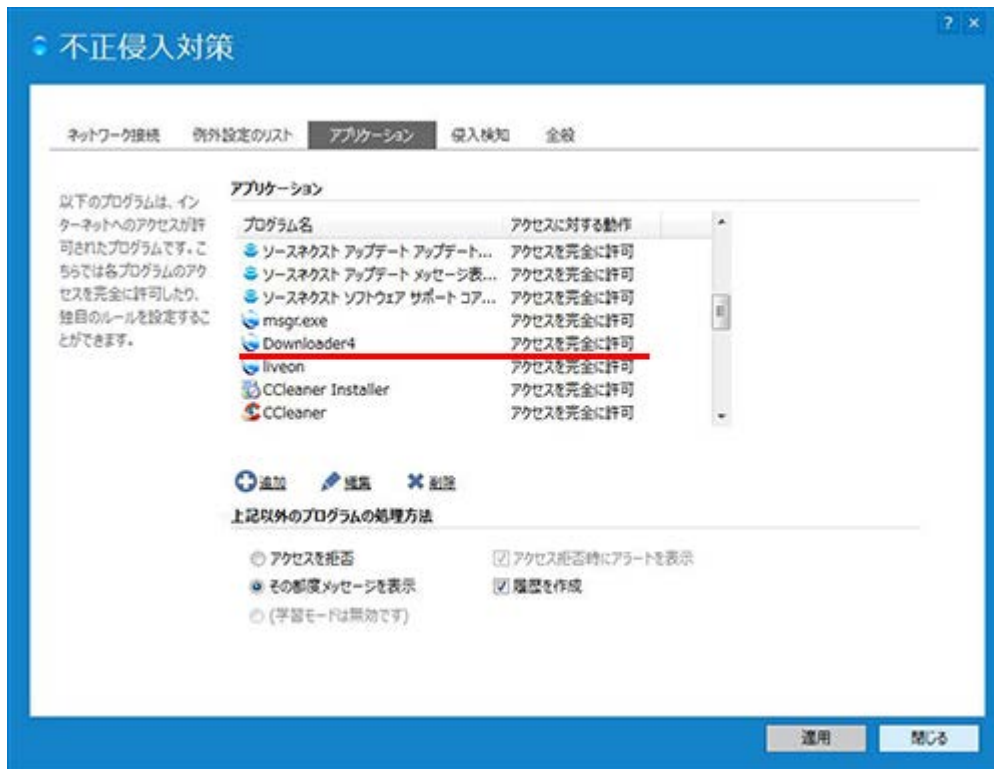 ? ×
不正侵入対策
ネットワーク接続 例外設定のリスト アプリケーション 侵入検知 全般
以下のプログラムは、イン
ターネットへのアクセスが許
可されたプログラムです。こ
ちらでは各プログラムのアク
セスを完全に許可したり、
独自のルールを設定するこ
とができます。
アプリケーション
プログラム名 アクセスに対する動作
ソースネクスト アップデート アップデート... アクセスを完全に許可
ソースネクスト アップデート メッセージ表... アクセスを完全に許可
ソースネクスト ソフトウェア サポート コア... アクセスを完全に許可
msgr.exe アクセスを完全に許可
Downloader4 アクセスを完全に許可
liveon アクセスを完全に許可
CCleaner Installer アクセスを完全に許可
CCleaner アクセスを完全に許可
追加 編集 削除
上記以外のプログラムの処理方法
アクセスを拒否 アクセス拒否時にアラートを表示
その都度メッセージを表示 履歴を作成
(学習モードは無効です)
適用 閉じる